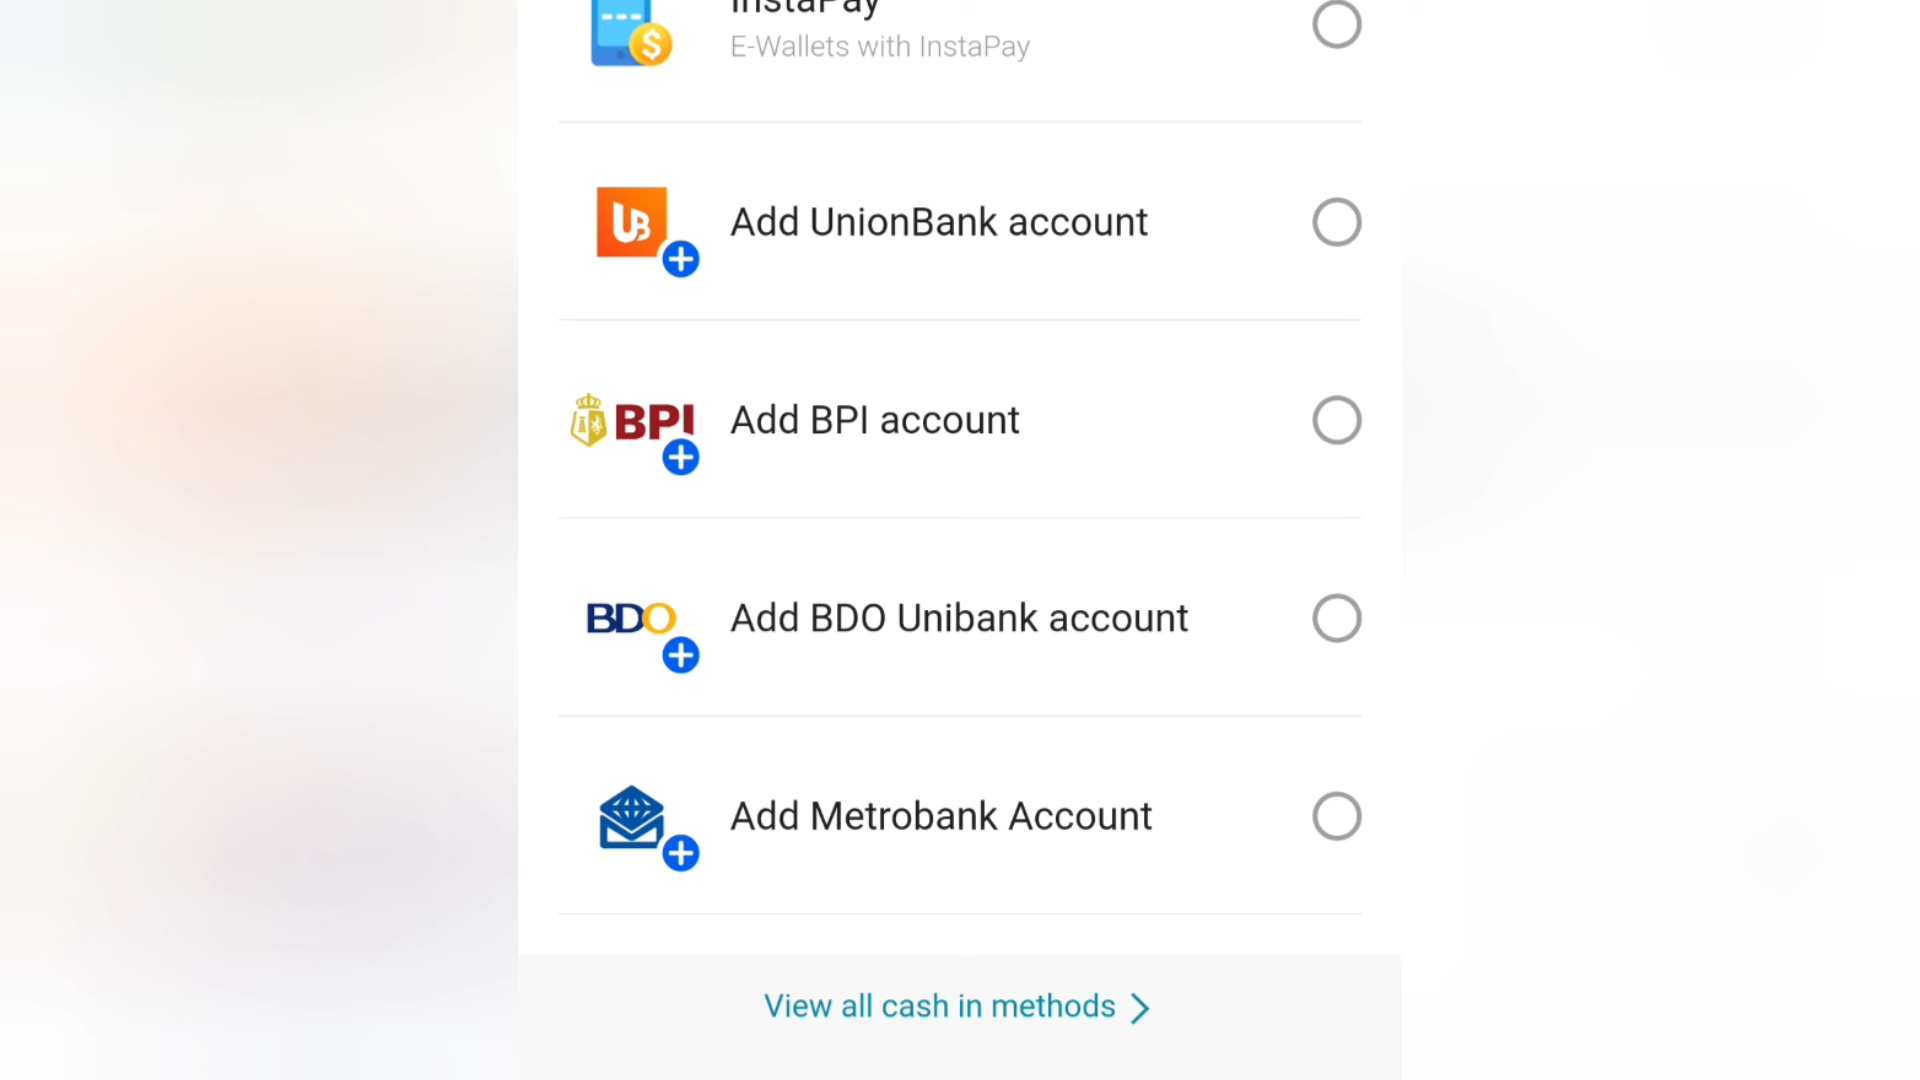 InstaPay
E-Wallets with InstaPay
UB
Add UnionBank account
BPI
Add BPI account
BDO
Add BDO Unibank account
Add Metrobank Account
View all cash in methods